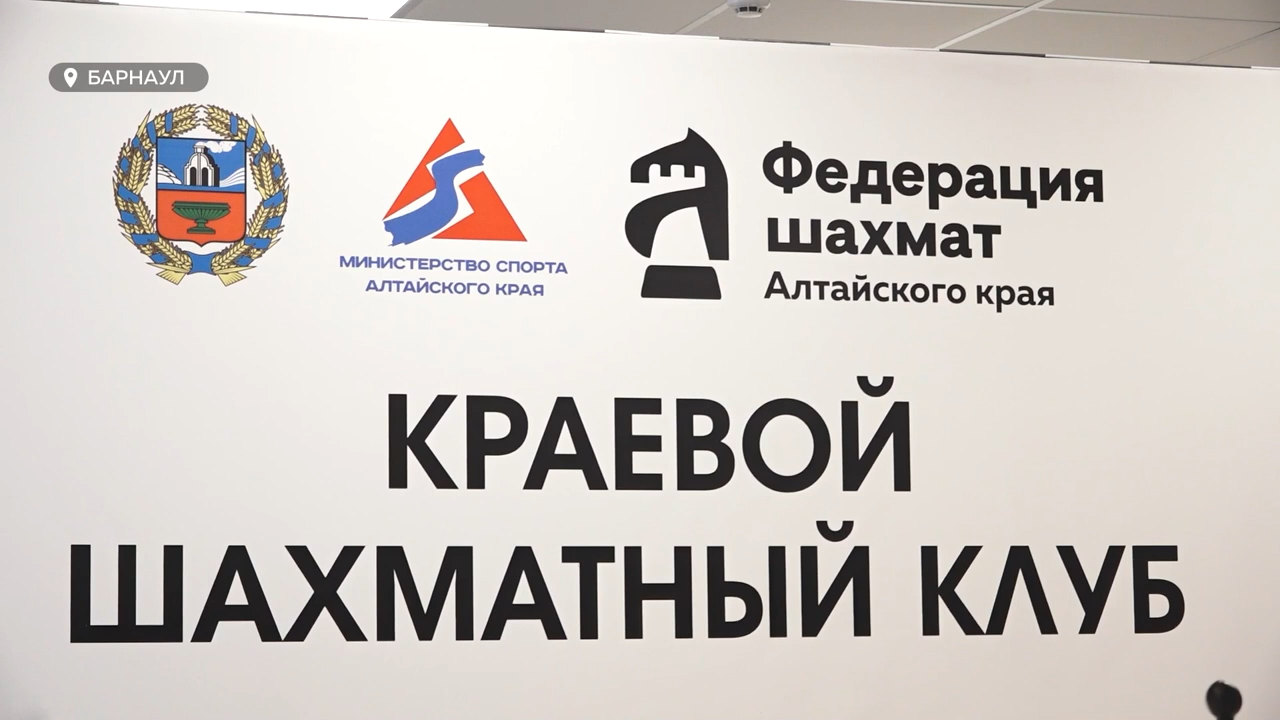 БАРНАУЛ
МИНИСТЕРСТВО СПОРТА
АЛТАЙСКОГО КРАЯ
Федерация
шахмат
Алтайского края
КРАЕВОЙ
ШАХМАТНЫЙ КЛУБ